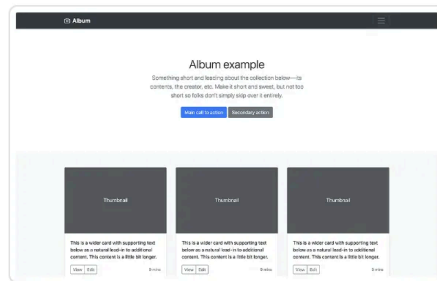 Album
Album example
Something short and leading about the collection below—its
contents, the creator, etc. Make it short and sweet, but not too
short so folks don't simply skip over it entirely.
Main call to action Secondary action
Thumbnail Thumbnail Thumbnail
This is a wider card with supporting text This is a wider card with supporting text This is a wider card with supporting text
below as a natural lead-in to additional below as a natural lead-in to additional below as a natural lead-in to additional
content. This content is a little bit longer. content. This content is a little bit longer. content. This content is a little bit longer.
View Edit 9 mins View Edit 9 mins View Edit 9 mins